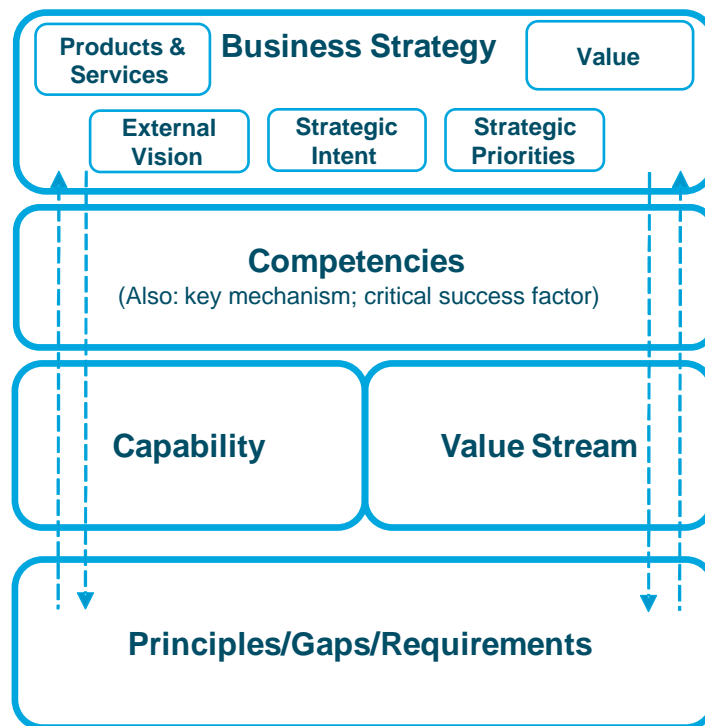 Products &
Services
Business Strategy
Value
External
Vision
Strategic
Intent
Strategic
Priorities
Competencies
(Also: key mechanism; critical success factor)
Capability
Value Stream
Principles/Gaps/Requirements